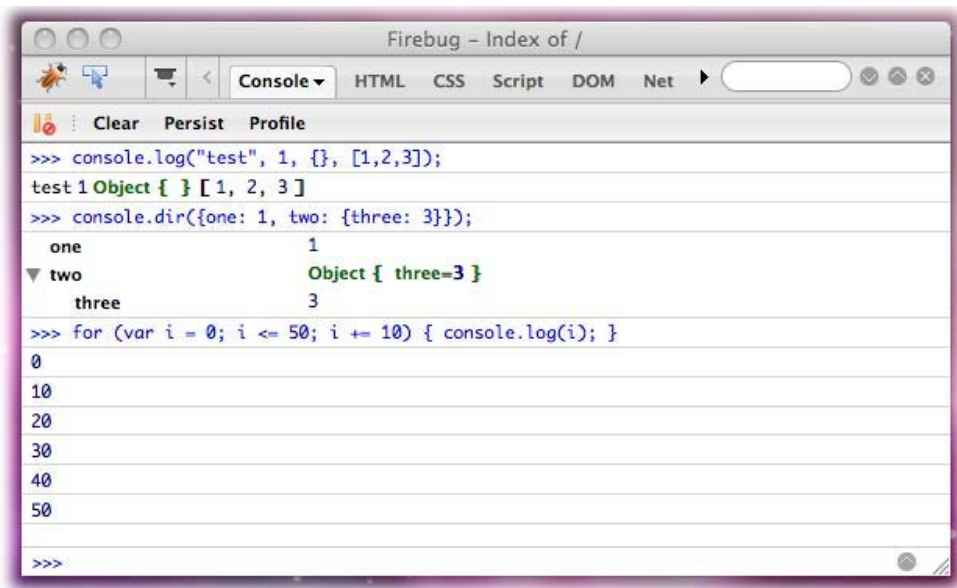 Firebug - Index of /
Console HTML CSS Script DOM Net
Clear Persist Profile
>>> console.log("test", 1, {}, [1,2,3]);
test 1 Object { } [ 1, 2, 3 ]
>>> console.dir({one: 1, two: {three: 3}});
one 1
two Object { three=3 }
three 3
>>> for (var i = 0; i <= 50; i += 10) { console.log(i); }
0
10
20
30
40
50
>>>